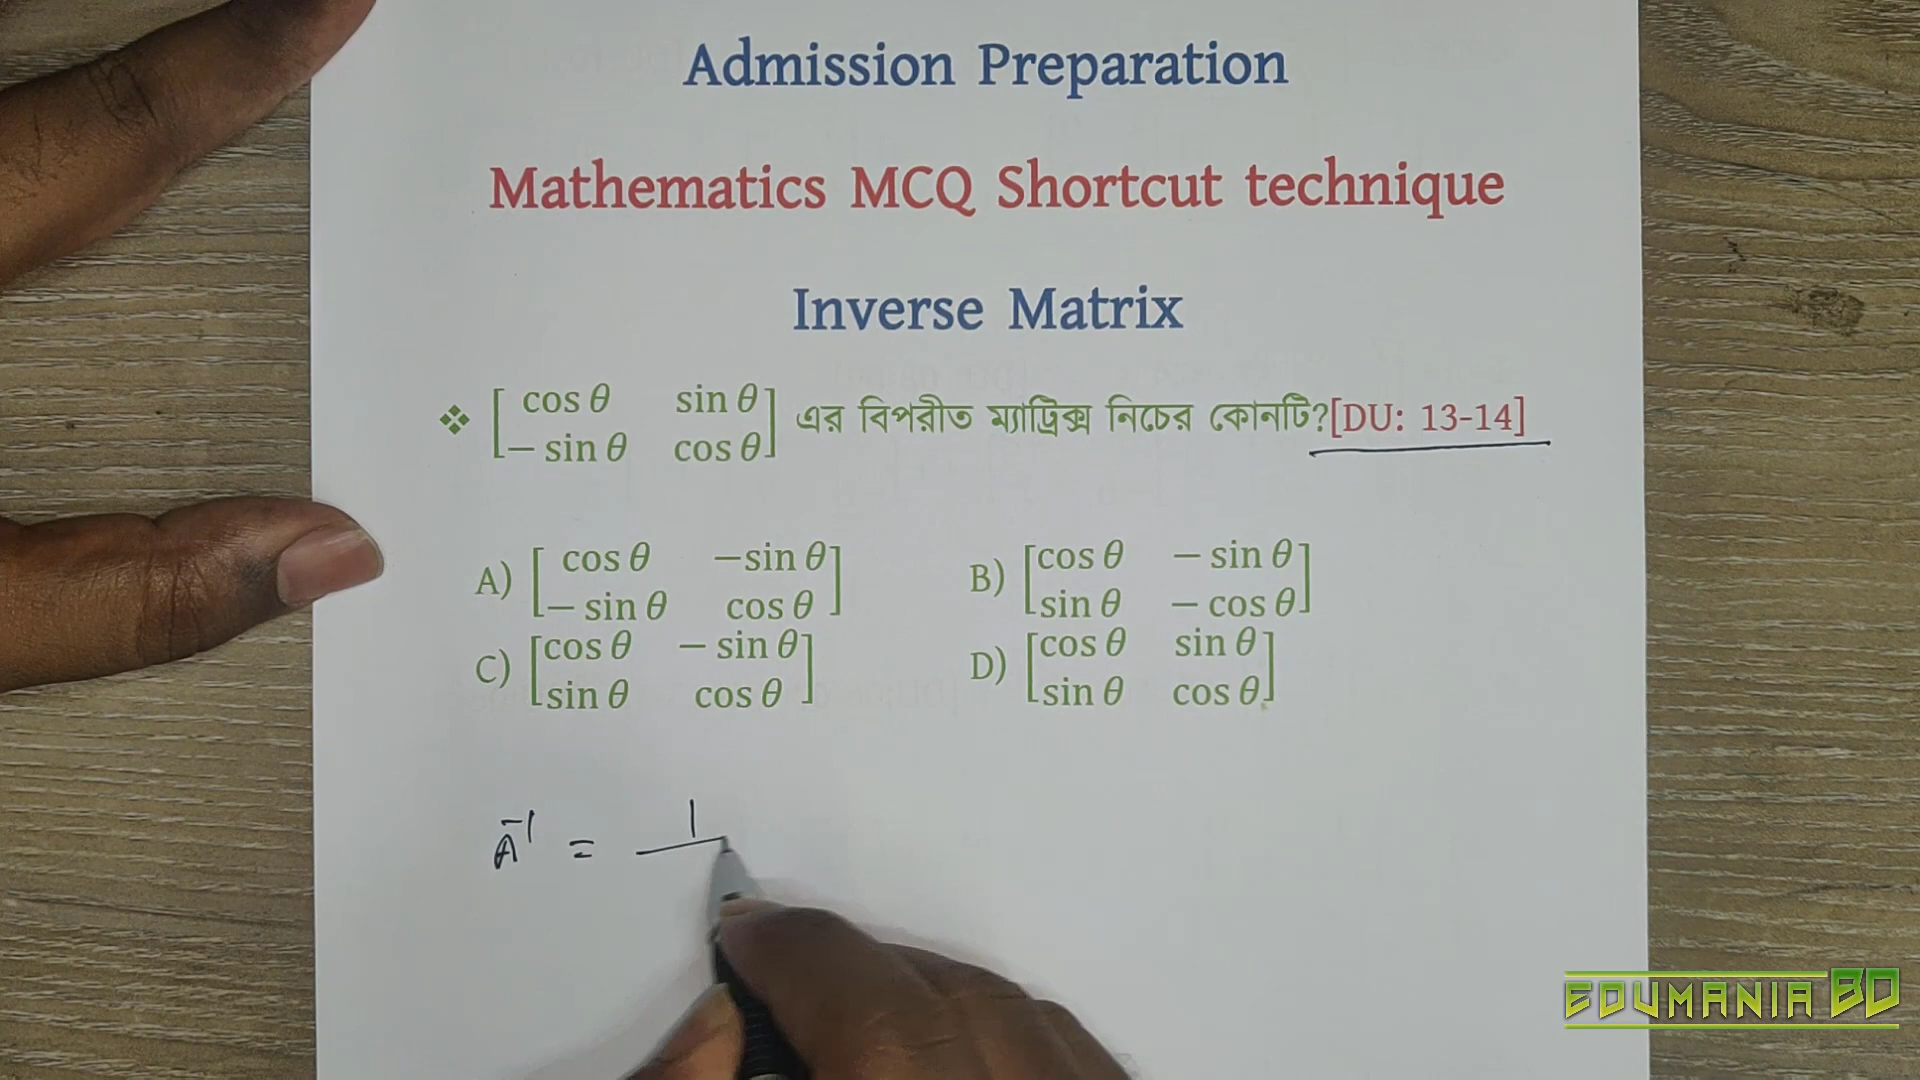 Admission Preparation
Mathematics MCQ Shortcut technique
Inverse Matrix
❖ [cos θ sin θ
− sin θ cos θ] এর বিপরীত ম্যাট্রিক্স নিচের কোনটি?[DU: 13-14]
A) [cos θ −sin θ
− sin θ cos θ]
B) [cos θ − sin θ
sin θ − cos θ]
C) [cos θ − sin θ
sin θ cos θ]
D) [cos θ sin θ
sin θ cos θ]
A⁻¹ = 1
EDUMANIA BD